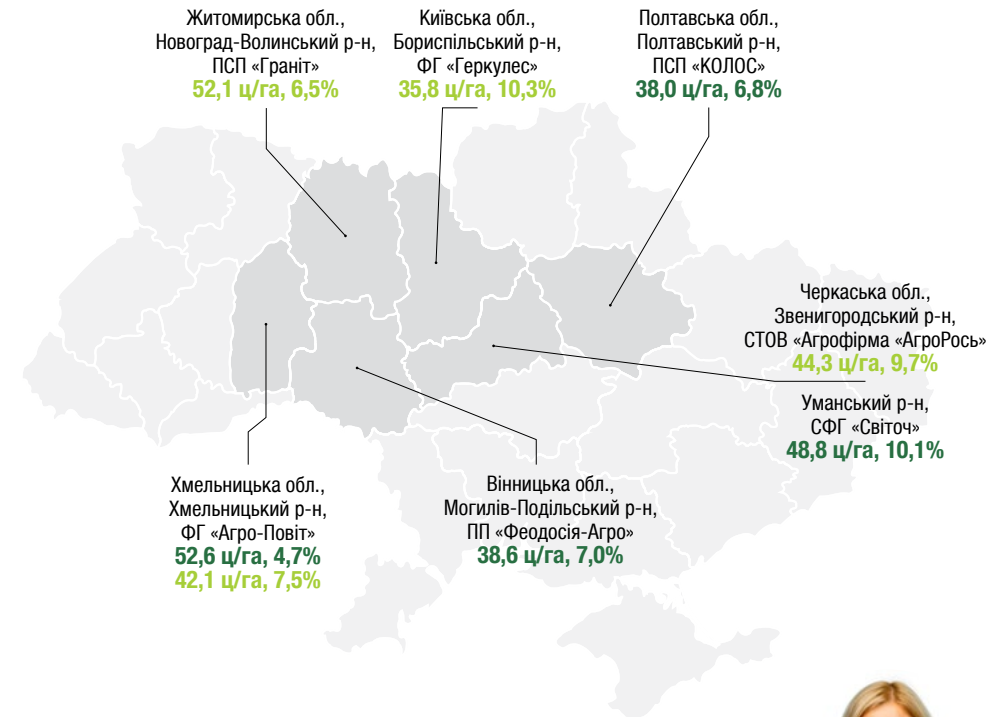 Житомирська обл.,
Новоград-Волинський р-н,
ПСП «Граніт»
52,1 ц/га, 6,5%
Київська обл.,
Бориспільський р-н,
ФГ «Геркулес»
35,8 ц/га, 10,3%
Полтавська обл.,
Полтавський р-н,
ПСП «КОЛОС»
38,0 ц/га, 6,8%
Черкаська обл.,
Звенигородський р-н,
СТОВ «Агрофірма «АгроРось»
44,3 ц/га, 9,7%
Уманський р-н,
СФГ «Світоч»
48,8 ц/га, 10,1%
Хмельницька обл.,
Хмельницький р-н,
ФГ «Агро-Повіт»
52,6 ц/га, 4,7%
42,1 ц/га, 7,5%
Вінницька обл.,
Могилів-Подільський р-н,
ПП «Феодосія-Агро»
38,6 ц/га, 7,0%